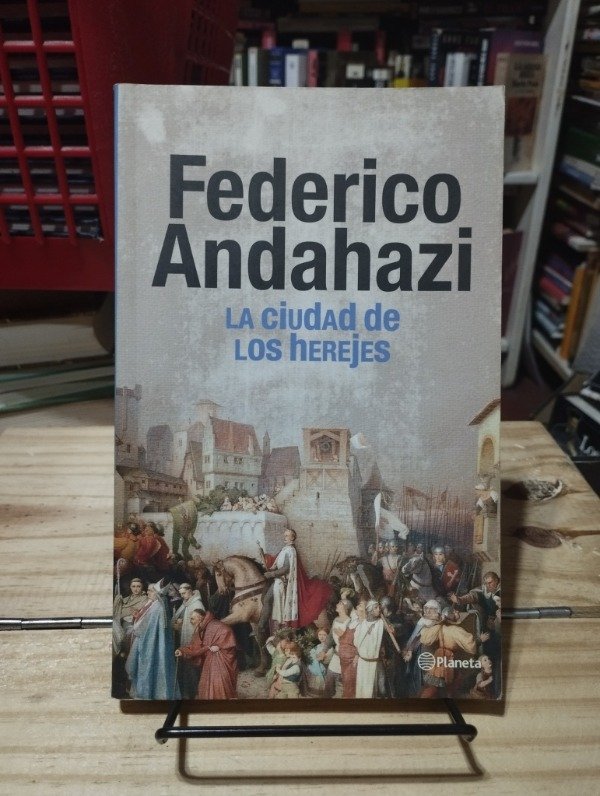 Federico
Andahazi
LA ciudAd de
LOS hEREjES
Planeta